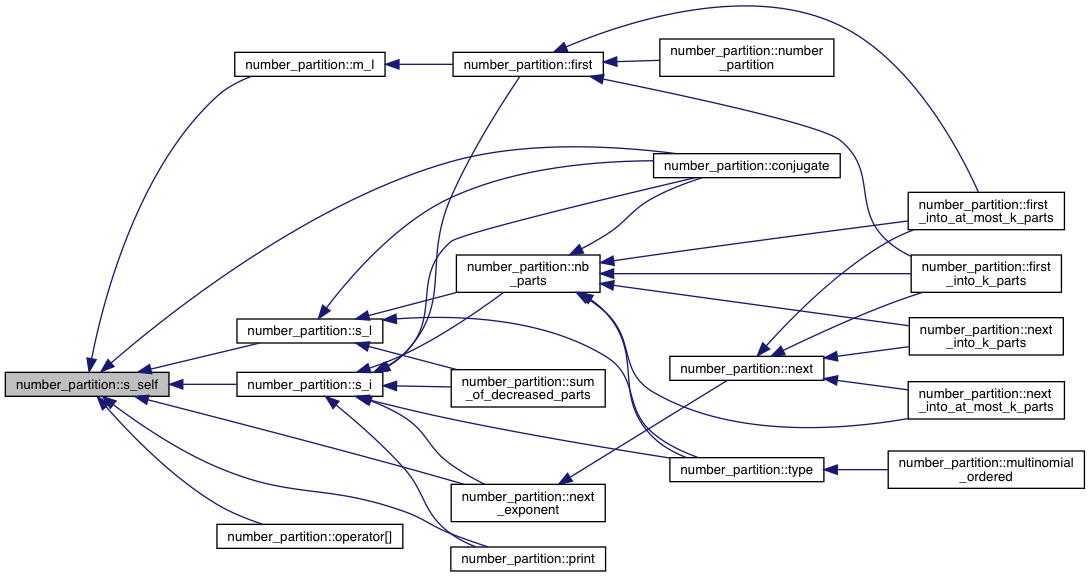 number_partition::m_l
number_partition::first
number_partition::number
_partition
number_partition::conjugate
number_partition::first
_into_at_most_k_parts
number_partition::nb
_parts
number_partition::first
_into_k_parts
number_partition::s_l
number_partition::next
_into_k_parts
number_partition::next
number_partition::s_self
number_partition::s_i
number_partition::sum
_of_decreased_parts
number_partition::next
_into_at_most_k_parts
number_partition::type
number_partition::multinomial
_ordered
number_partition::next
_exponent
number_partition::operator[]
number_partition::print